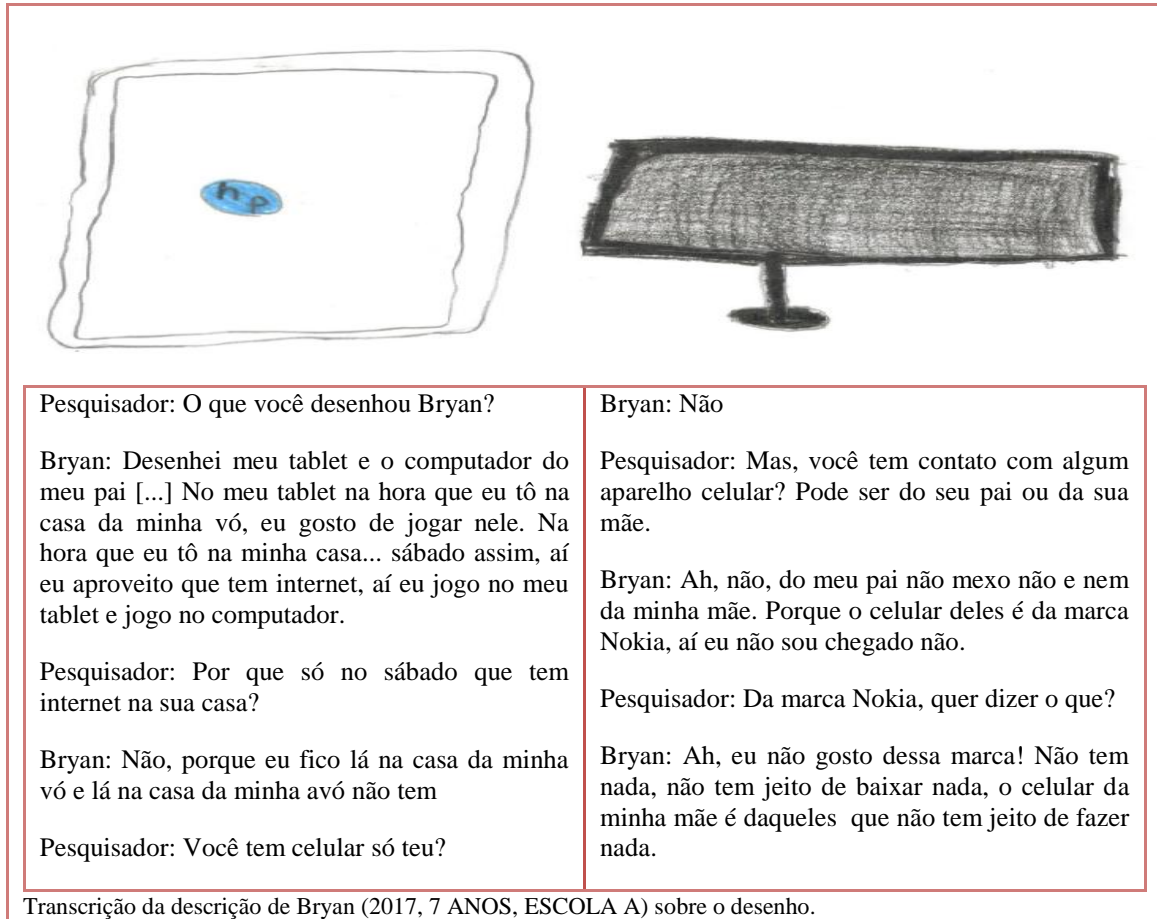 hp
Pesquisador: O que você desenhou Bryan?
Bryan: Desenhei meu tablet e o computador do
meu pai [...] No meu tablet na hora que eu tô na
casa da minha vó, eu gosto de jogar nele. Na
hora que eu tô na minha casa... sábado assim, aí
eu aproveito que tem internet, aí eu jogo no meu
tablet e jogo no computador.
Pesquisador: Por que só no sábado que tem
internet na sua casa?
Bryan: Não, porque eu fico lá na casa da minha
vó e lá na casa da minha avó não tem
Pesquisador: Você tem celular só teu?
Bryan: Não
Pesquisador: Mas, você tem contato com algum
aparelho celular? Pode ser do seu pai ou da sua
mãe.
Bryan: Ah, não, do meu pai não mexo não e nem
da minha mãe. Porque o celular deles é da marca
Nokia, aí eu não sou chegado não.
Pesquisador: Da marca Nokia, quer dizer o que?
Bryan: Ah, eu não gosto dessa marca! Não tem
nada, não tem jeito de baixar nada, o celular da
minha mãe é daqueles que não tem jeito de fazer
nada.
Transcrição da descrição de Bryan (2017, 7 ANOS, ESCOLA A) sobre o desenho.